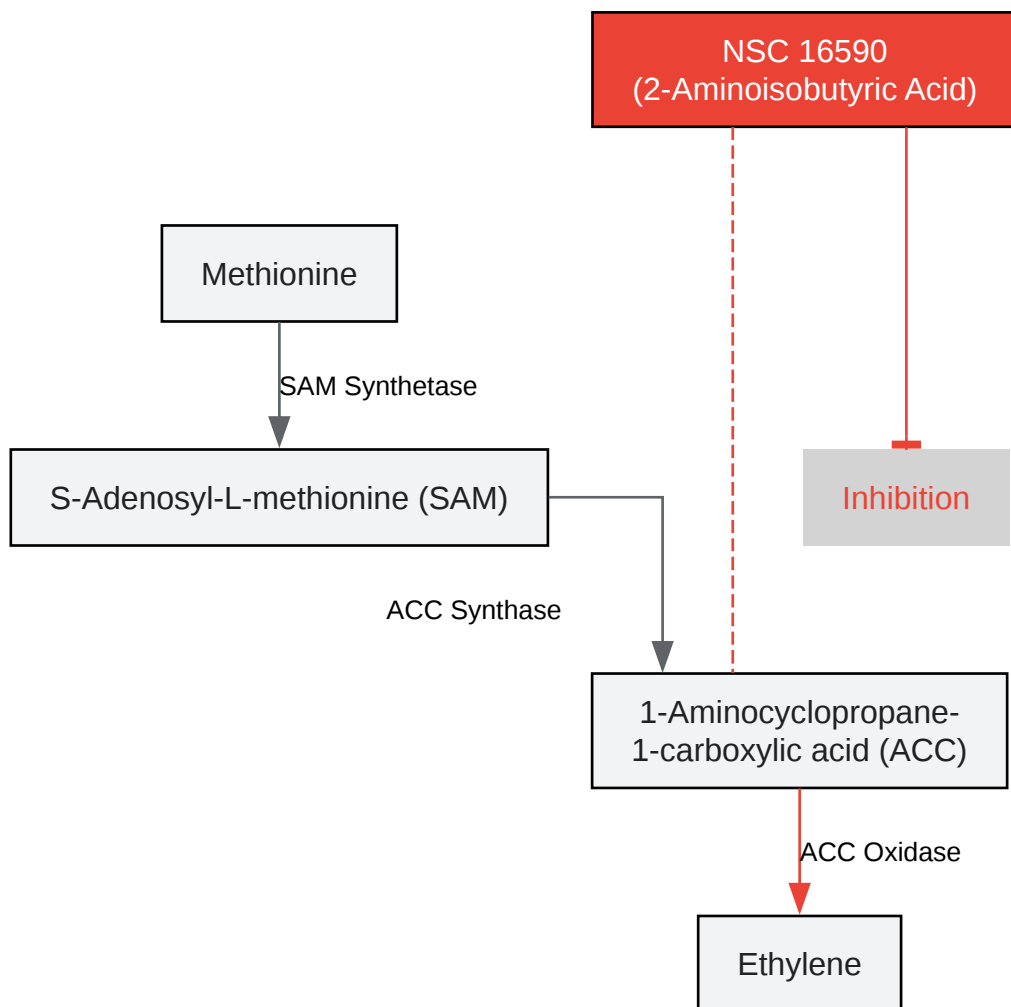 NSC 16590
(2-Aminoisobutyric Acid)
Methionine
SAM Synthetase
S-Adenosyl-L-methionine (SAM)
Inhibition
ACC Synthase
1-Aminocyclopropane-
1-carboxylic acid (ACC)
ACC Oxidase
Ethylene